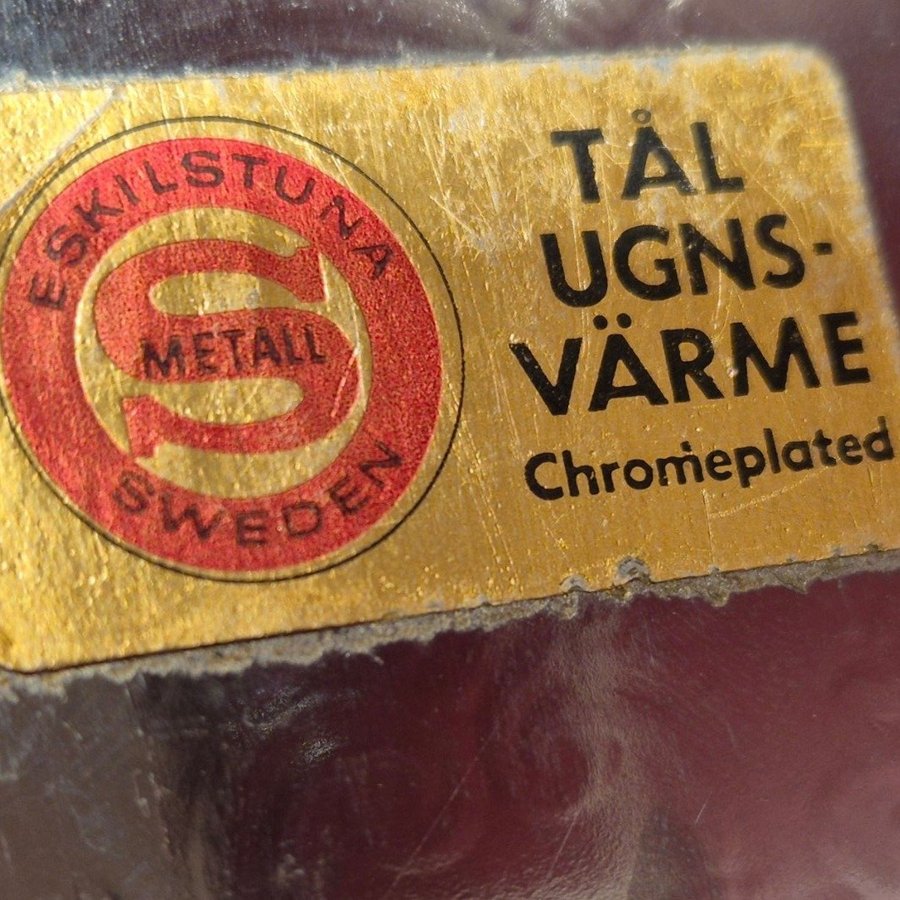 ESKILSTUNA
S
METALL
SWEDEN
TÅL
UGNS-
VÄRME
Chromeplated